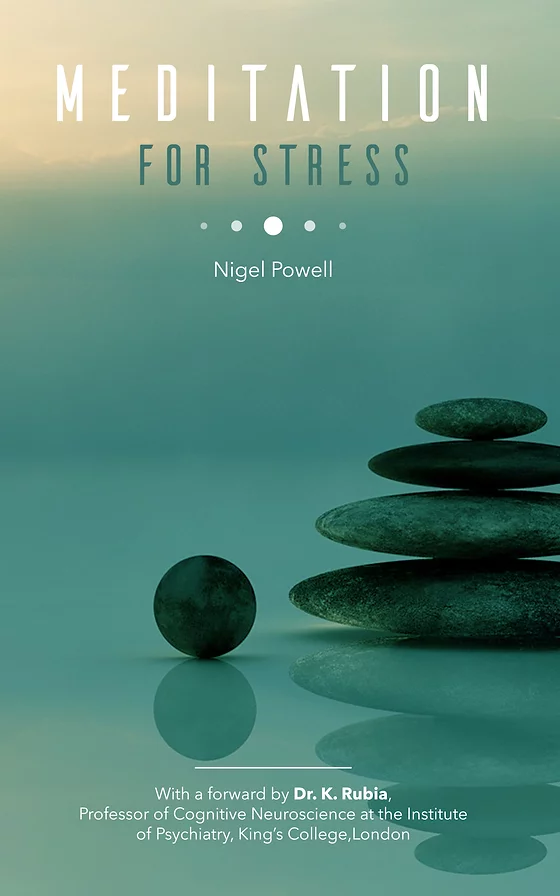 MEDITATION
FOR STRESS
Nigel Powell
With a forward by Dr. K. Rubia,
Professor of Cognitive Neuroscience at the Institute
of Psychiatry, King's College,London